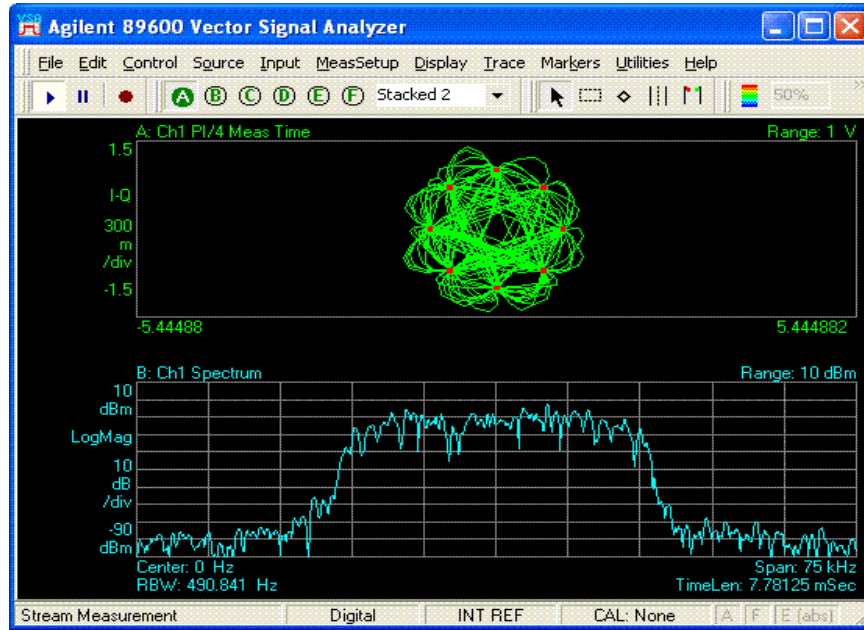 VSA Agilent 89600 Vector Signal Analyzer
File Edit Control Source Input MeasSetup Display Trace Markers Utilities Help
A B C D E F Stacked 2 50%
A: Ch1 PI/4 Meas Time Range: 1 V
1.5
I-Q
300
m
/div
-1.5
-5.44488 5.444882
B: Ch1 Spectrum Range: 10 dBm
10
dBm
LogMag
10
dB
/div
-90
dBm
Center: 0 Hz Span: 75 kHz
RBW: 490.841 Hz TimeLen: 7.78125 mSec
Stream Measurement Digital INT REF CAL: None A F E (abs)